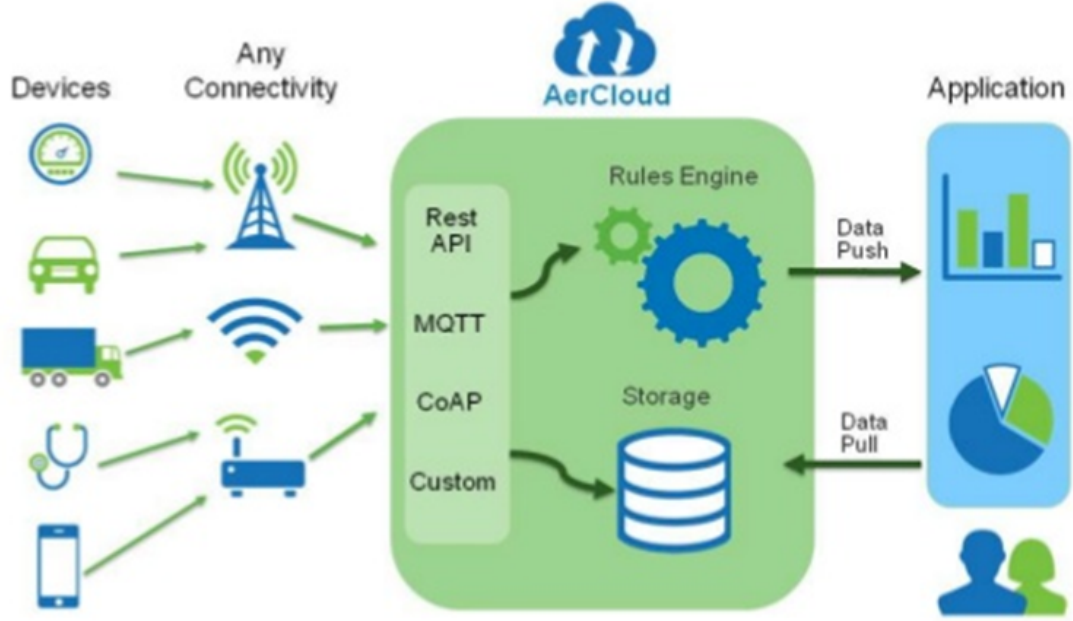 Devices
Any
Connectivity
AerCloud
Application
Rest
API
MQTT
CoAP
Custom
Rules Engine
Storage
Data
Push
Data
Pull